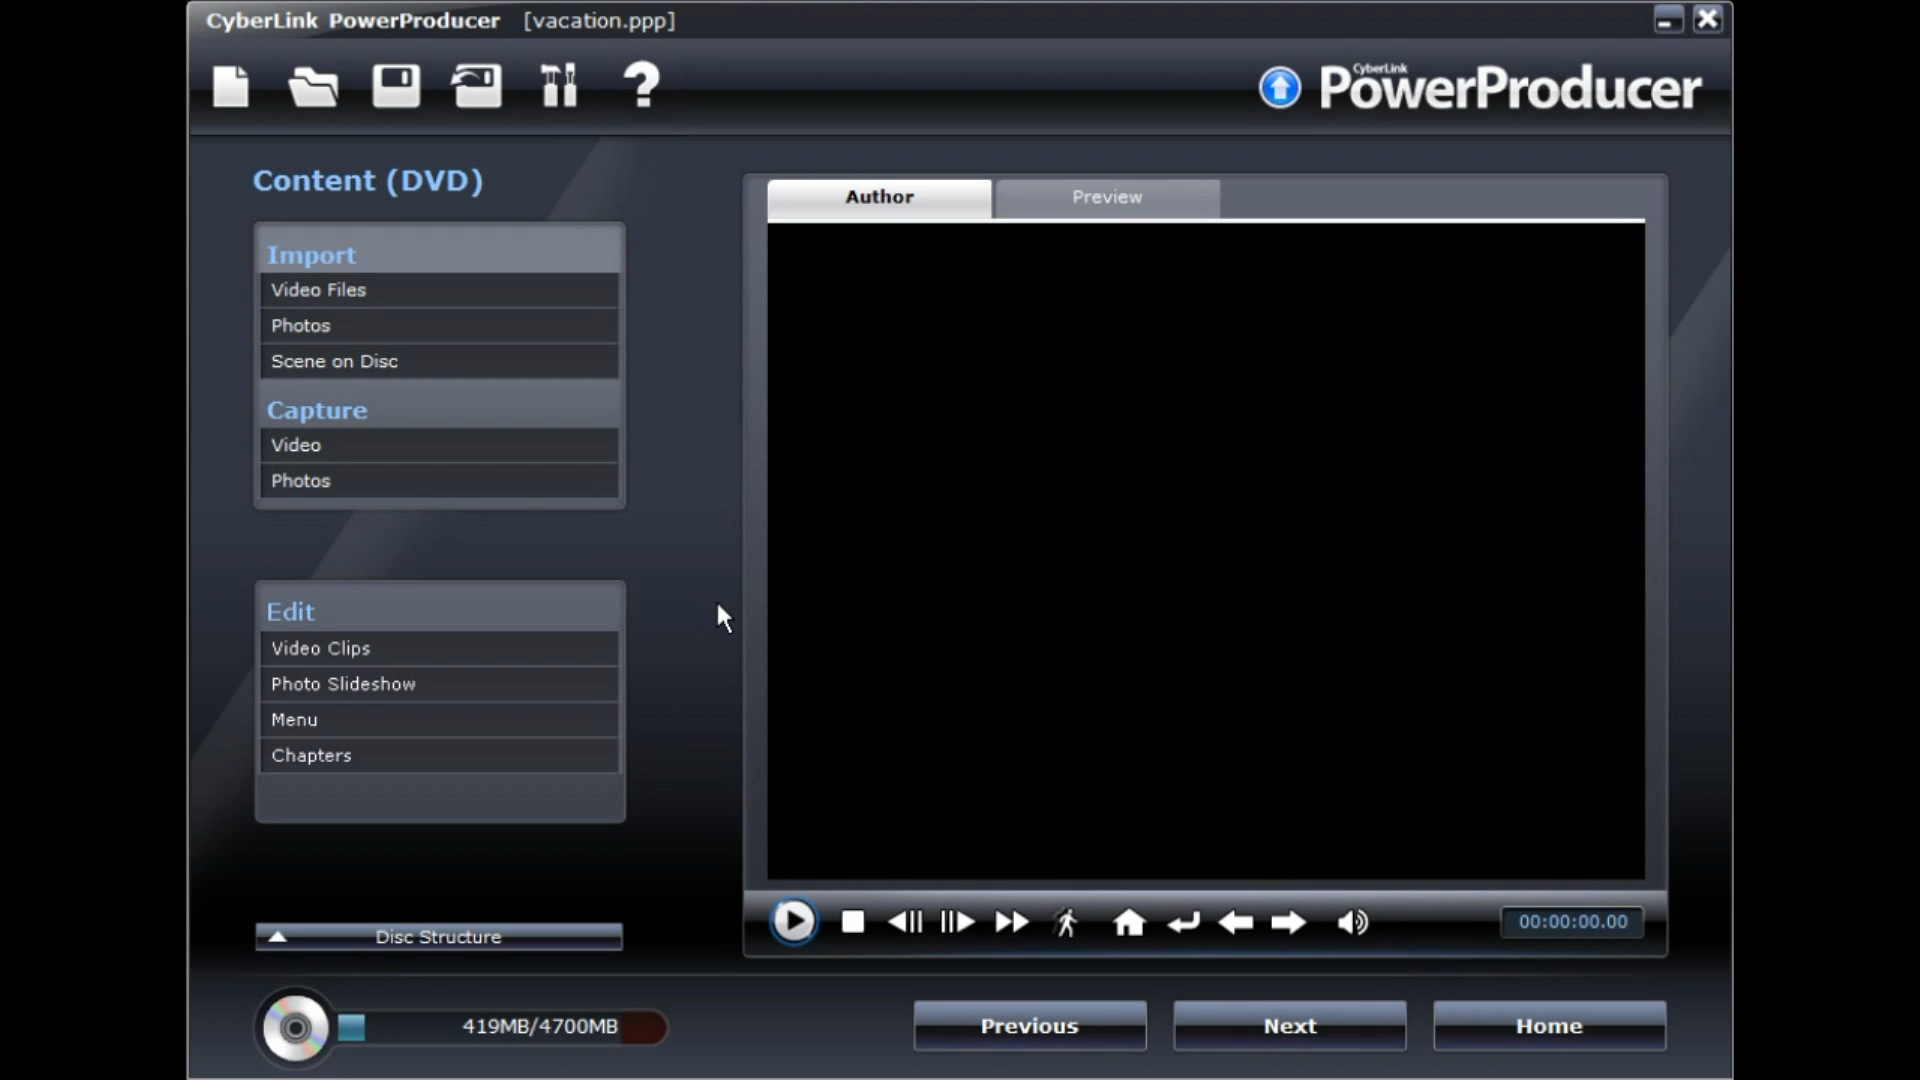 CyberLink PowerProducer [vacation.ppp]
CyberLink
PowerProducer
Content (DVD)
Import
Video Files
Photos
Scene on Disc
Capture
Video
Photos
Edit
Video Clips
Photo Slideshow
Menu
Chapters
Disc Structure
419MB/4700MB
Author Preview
00:00:00.00
Previous Next Home